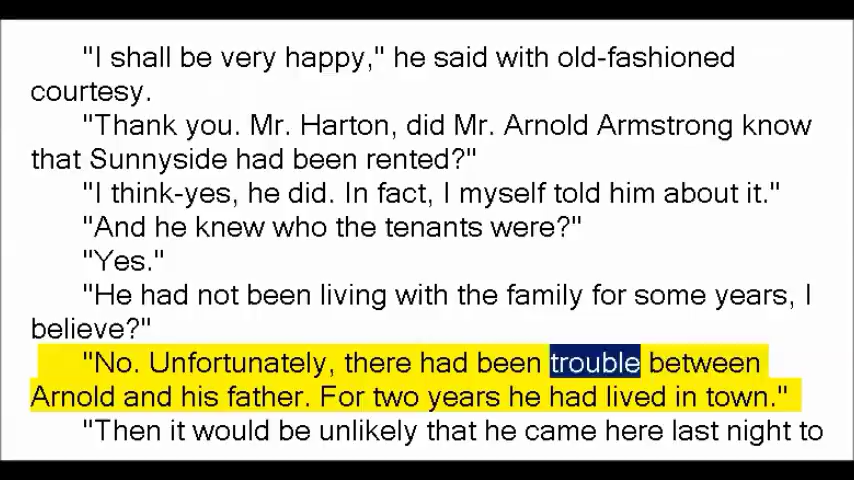 "I shall be very happy," he said with old-fashioned
courtesy.
"Thank you. Mr. Harton, did Mr. Arnold Armstrong know
that Sunnyside had been rented?"
"I think-yes, he did. In fact, I myself told him about it."
"And he knew who the tenants were?"
"Yes."
"He had not been living with the family for some years, I
believe?"
"No. Unfortunately, there had been trouble between
Arnold and his father. For two years he had lived in town."
"Then it would be unlikely that he came here last night to